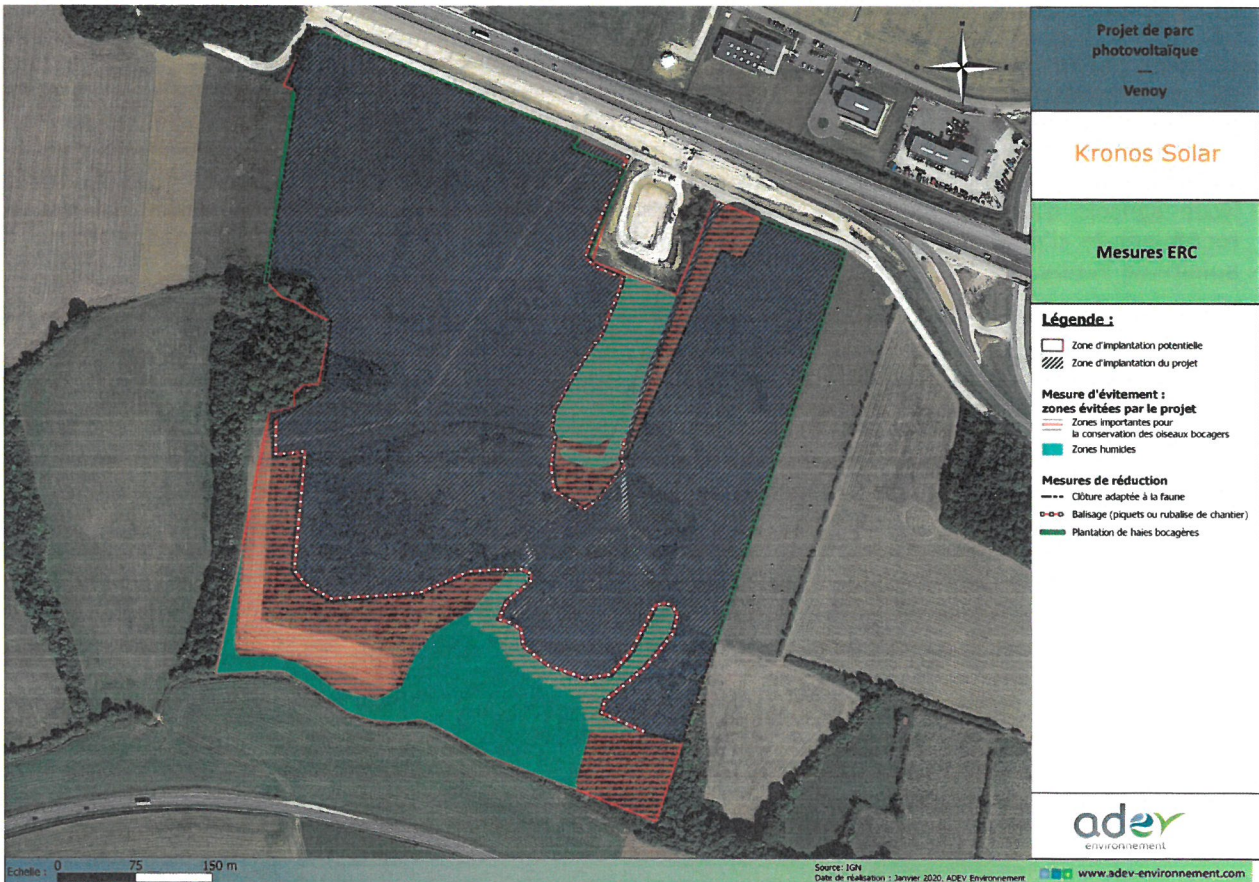 Projet de parc
photovoltaïque
—
Venoy
Kronos Solar
Mesures ERC
Légende :
Zone d'implantation potentielle
Zone d'implantation du projet
Mesure d'évitement :
zones évitées par le projet
Zones importantes pour
la conservation des oiseaux bocagers
Zones humides
Mesures de réduction
Clôture adaptée à la faune
Balisage (piquets ou rubalise de chantier)
Plantation de haies bocagères
adev
environnement
Echelle :
0 75 150 m
Source: IGN
Date de réalisation : Janvier 2020, ADEV Environnement
www.adev-environnement.com